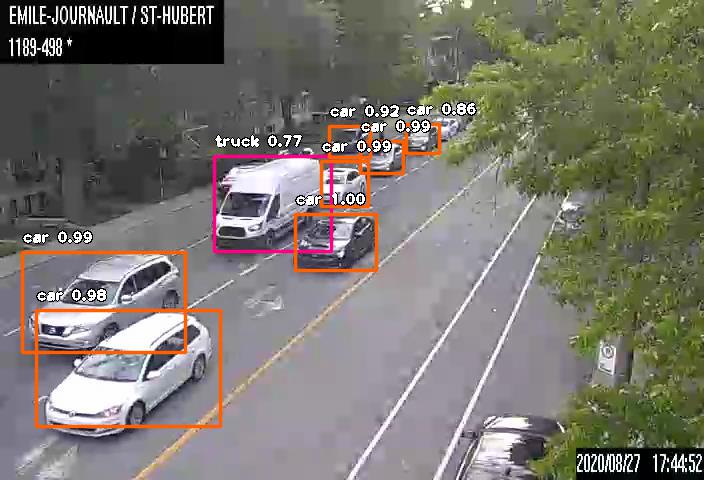 EMILE-JOURNAULT / ST-HUBERT
1189-498 *
car 0.92
car 0.86
car 0.99
truck 0.77
car 0.99
car 1.00
car 0.99
car 0.98
2020/08/27 17:44:52